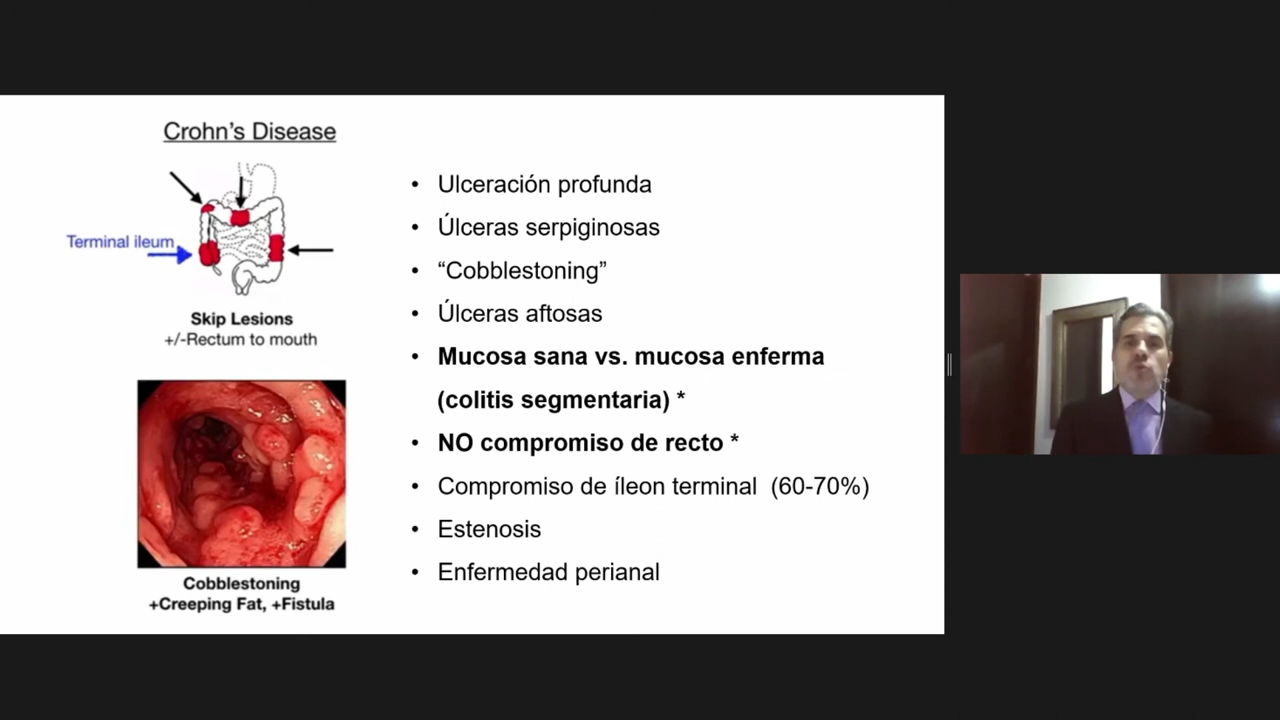 Crohn's Disease
Terminal ileum
Skip Lesions
+/-Rectum to mouth
Cobblestoning
+Creeping Fat, +Fistula
• Ulceración profunda
• Úlceras serpiginosas
• “Cobblestoning”
• Úlceras aftosas
• Mucosa sana vs. mucosa enferma
(colitis segmentaria) *
• NO compromiso de recto *
• Compromiso de íleon terminal (60-70%)
• Estenosis
• Enfermedad perianal